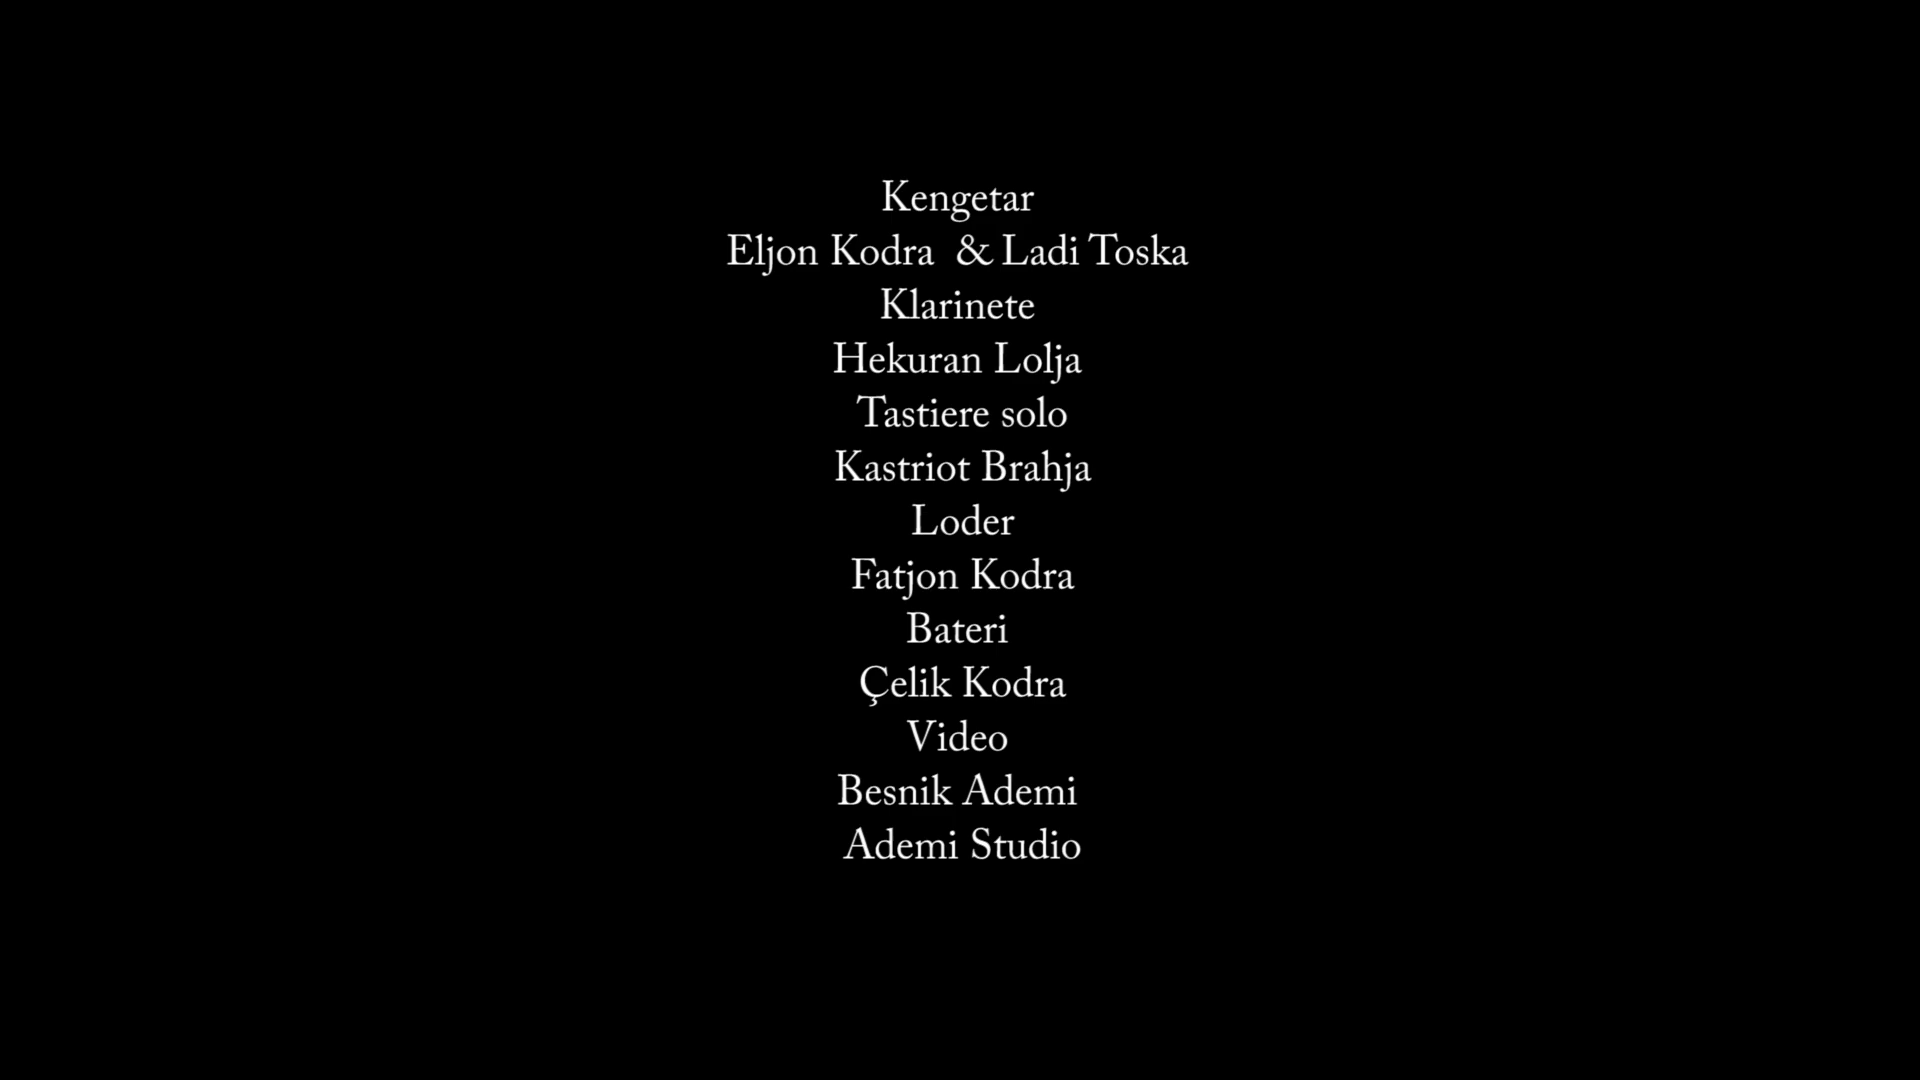 Kengetar
Eljon Kodra & Ladi Toska
Klarinete
Hekuran Lolja
Tastiere solo
Kastriot Brahja
Loder
Fatjon Kodra
Bateri
Çelik Kodra
Video
Besnik Ademi
Ademi Studio